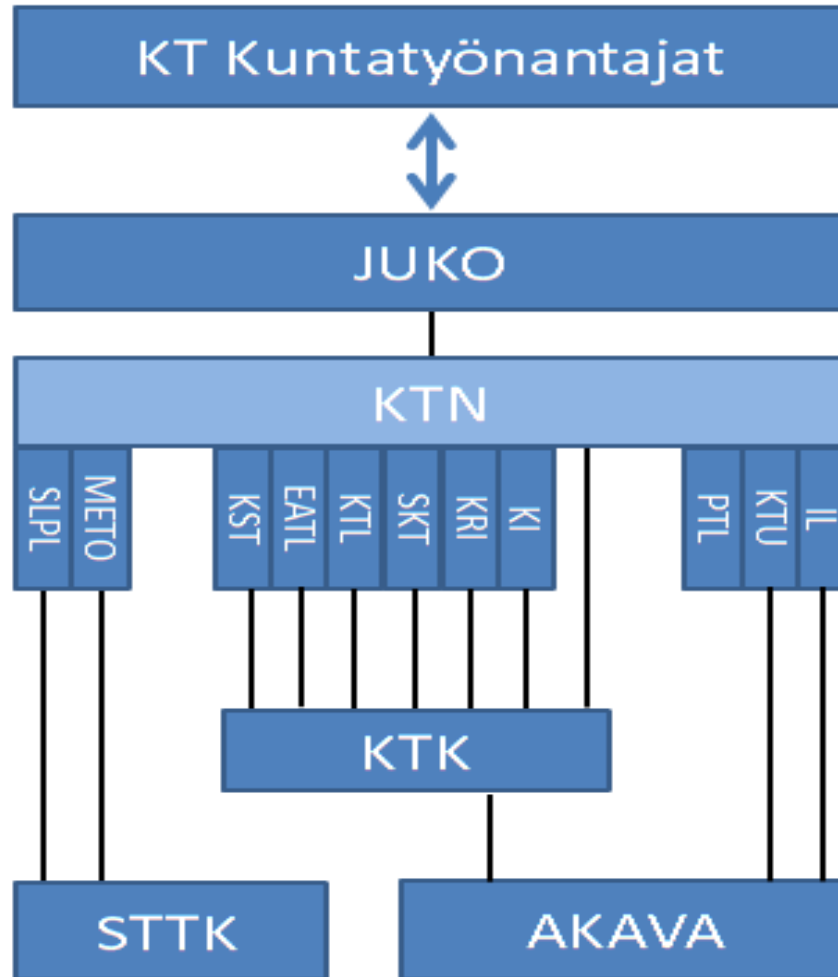 KT Kuntatyönantajat
JUKO
KTN
SLPL
METO
KST
EATL
KTL
SKT
KRI
KI
PTL
KTU
IL
KTK
STTK
AKAVA